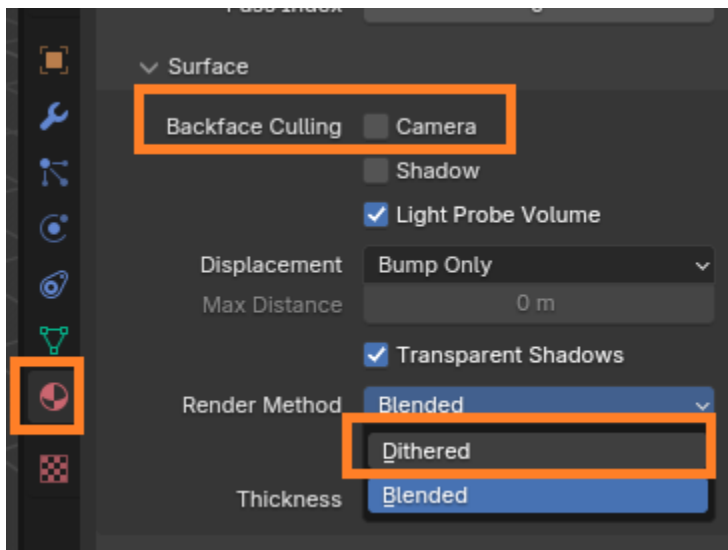 Surface
Backface Culling Camera
Shadow
Light Probe Volume
Displacement Bump Only
Max Distance 0 m
Transparent Shadows
Render Method Blended
Dithered
Thickness Blended